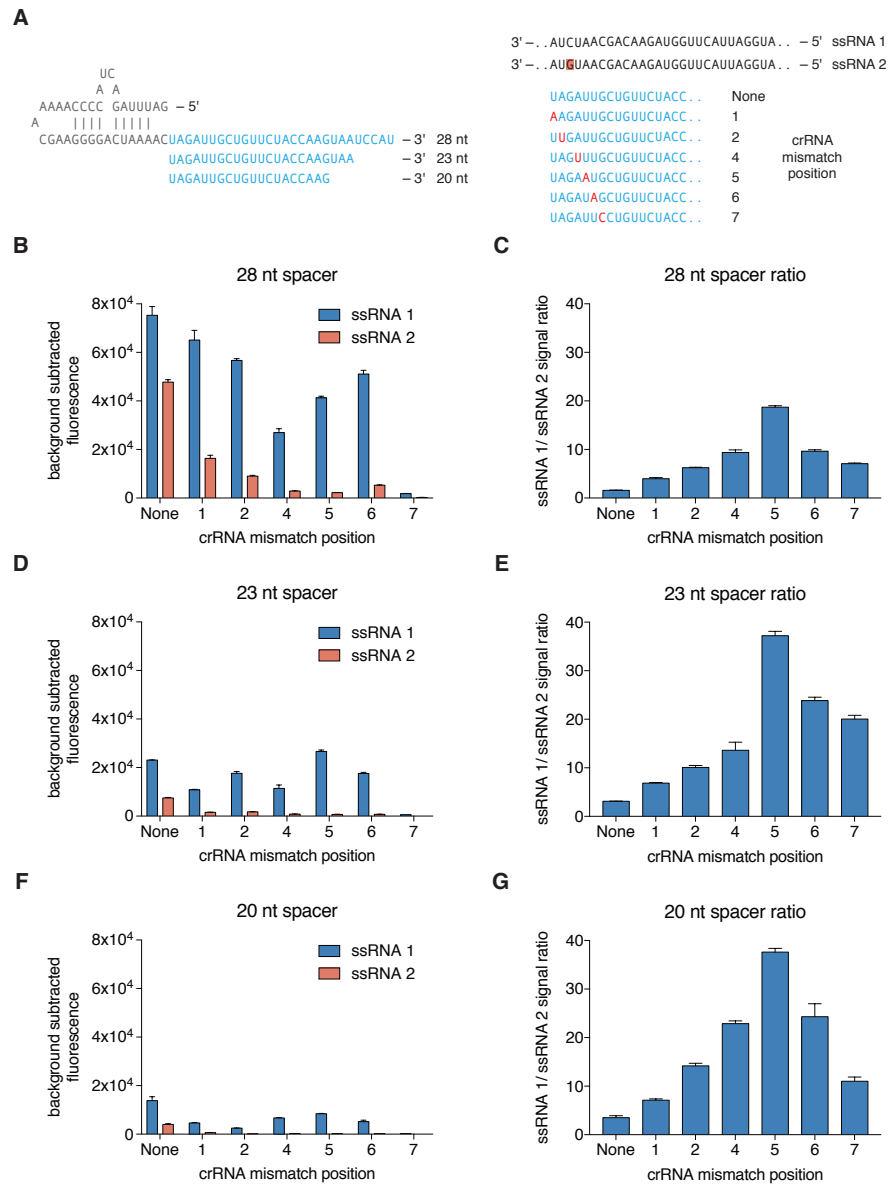 A
UC
A A
AAAACCCC GAUUUAG – 5'
A
CGAAGGGGACUAAAACUAGAUUGCUGUUCUACCAAGUAAUCCAU – 3' 28 nt
UAGAUUGCUGUUCUACCAAGUAA – 3' 23 nt
UAGAUUGCUGUUCUACCAAG – 3' 20 nt
3' – .. AUCUAACGACAAGAUGGUUCAUUAGGUA.. – 5' ssRNA 1
3' – .. AUGUAACGACAAGAUGGUUCAUUAGGUA.. – 5' ssRNA 2
UAGAUUGCUGUUCUACC.. None
AAGAUUGCUGUUCUACC.. 1
UUGAUUGCUGUUCUACC.. 2
UAGUUUGCUGUUCUACC.. 4
UAGAAUGCUGUUCUACC.. 5
UAGAUAGCUGUUCUACC.. 6
UAGAUUCCUGUUCUACC.. 7
crRNA
mismatch
position
B
28 nt spacer
background subtracted
fluorescence
8x10⁴
6x10⁴
4x10⁴
2x10⁴
0
ssRNA 1
ssRNA 2
None 1 2 4 5 6 7
crRNA mismatch position
C
28 nt spacer ratio
ssRNA 1/ ssRNA 2 signal ratio
40
30
20
10
0
None 1 2 4 5 6 7
crRNA mismatch position
D
23 nt spacer
background subtracted
fluorescence
8x10⁴
6x10⁴
4x10⁴
2x10⁴
0
ssRNA 1
ssRNA 2
None 1 2 4 5 6 7
crRNA mismatch position
E
23 nt spacer ratio
ssRNA 1/ ssRNA 2 signal ratio
40
30
20
10
0
None 1 2 4 5 6 7
crRNA mismatch position
F
20 nt spacer
background subtracted
fluorescence
8x10⁴
6x10⁴
4x10⁴
2x10⁴
0
ssRNA 1
ssRNA 2
None 1 2 4 5 6 7
crRNA mismatch position
G
20 nt spacer ratio
ssRNA 1/ ssRNA 2 signal ratio
40
30
20
10
0
None 1 2 4 5 6 7
crRNA mismatch position